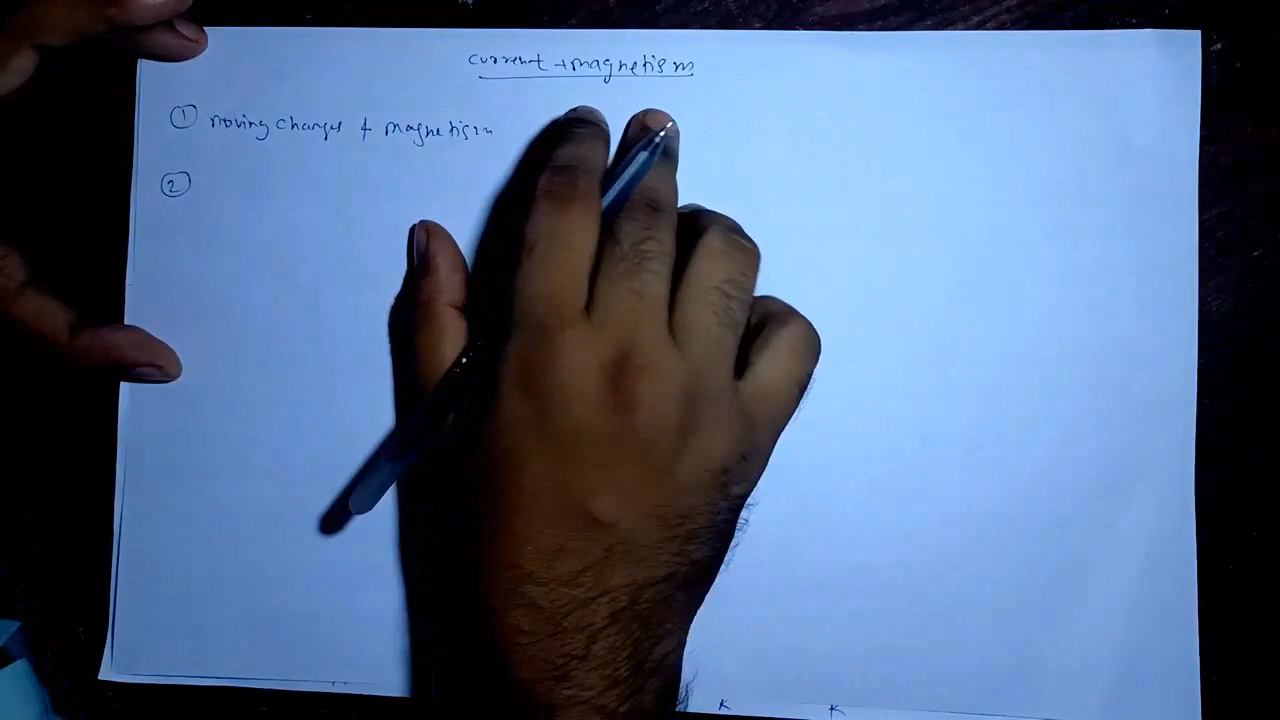 current + magnetism
① moving charges & magnetism
②
K K